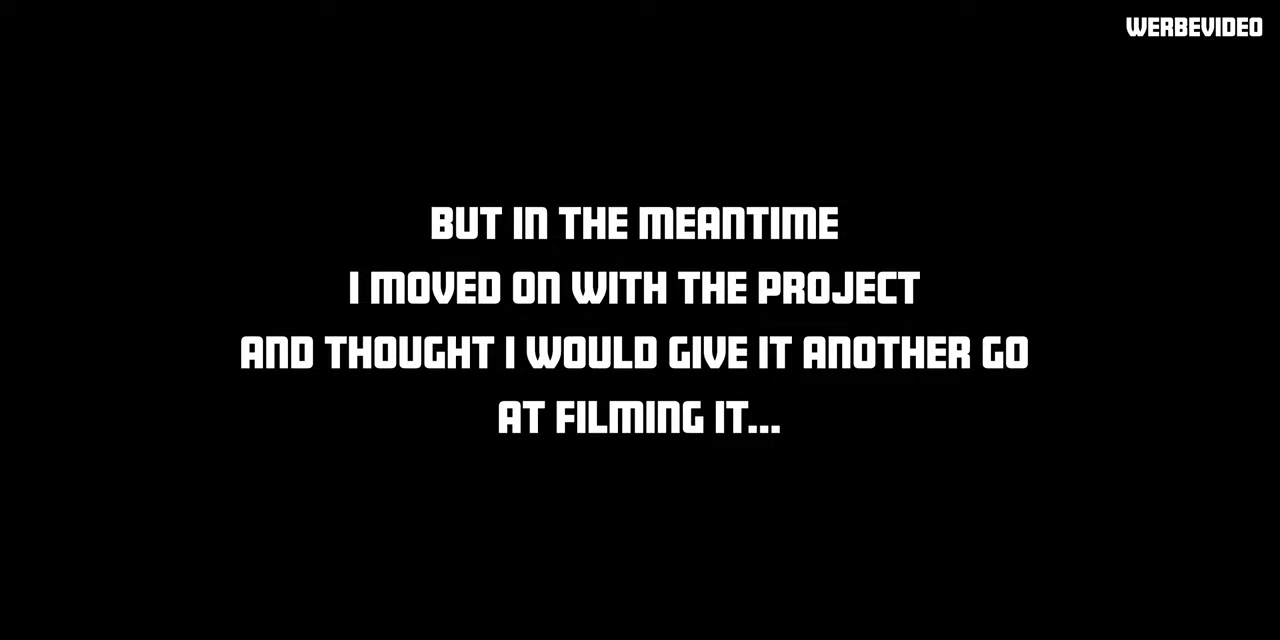 WERBEVIDEO
BUT IN THE MEANTIME
I MOVED ON WITH THE PROJECT
AND THOUGHT I WOULD GIVE IT ANOTHER GO
AT FILMING IT...